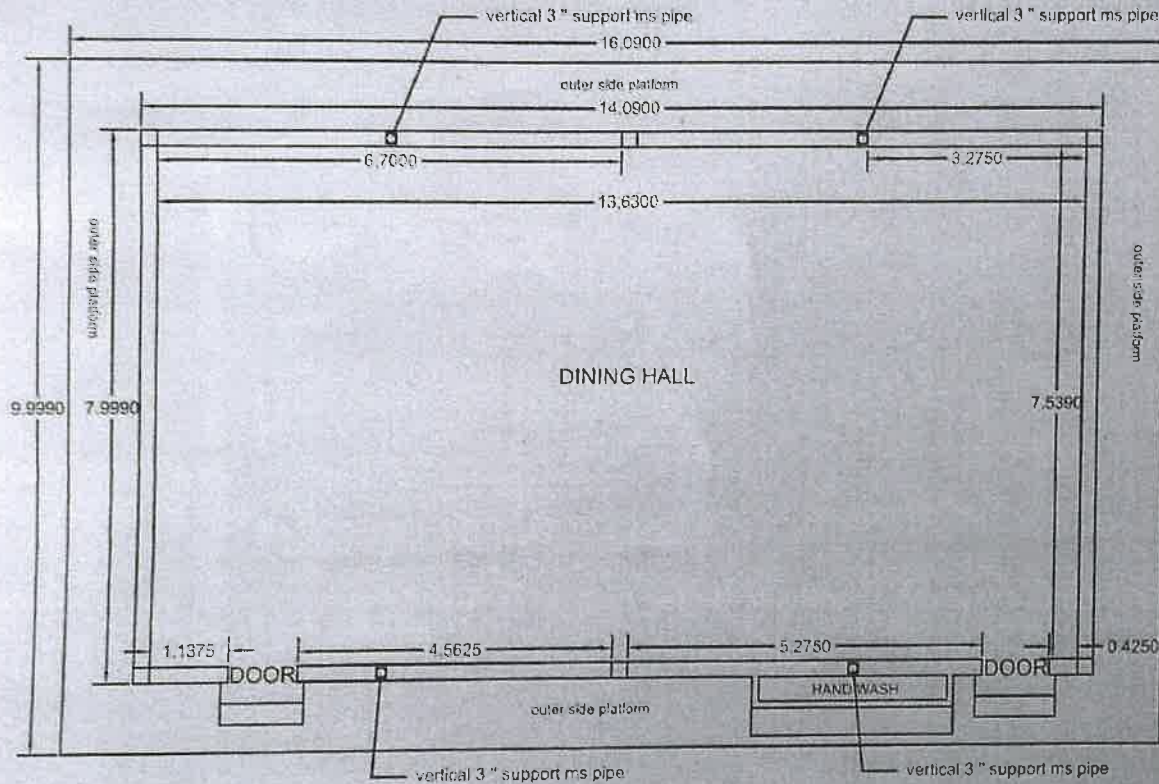 vertical 3 " support ms pipe
vertical 3 " support ms pipe
16.0900
outer side platform
14.0900
6.7000
3.2750
13.6300
outer side platform
outer side platform
DINING HALL
9.9990
7.9990
7.5390
1.1375
4.5625
5.2750
0.4250
DOOR
DOOR
HAND WASH
outer side platform
vertical 3 " support ms pipe
vertical 3 " support ms pipe